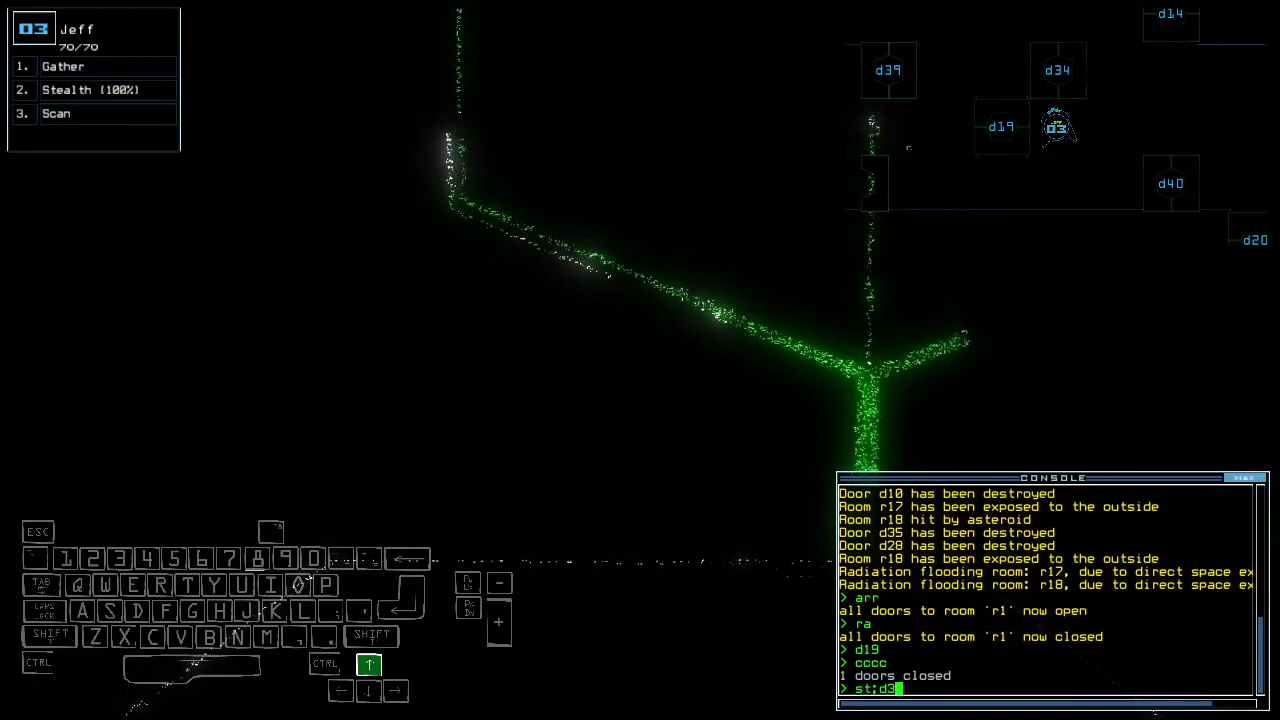 03 Jeff
70/70
1. Gather
2. Stealth (100%)
3. Scan
d14
d39
d34
d19
JEFF
03
d40
d20
CONSOLE
MAX
Door d10 has been destroyed
Room r17 has been exposed to the outside
Room r18 hit by asteroid
Door d35 has been destroyed
Door d28 has been destroyed
Room r18 has been exposed to the outside
Radiation flooding room: r17, due to direct space ex
Radiation flooding room: r18, due to direct space ex
> arr
all doors to room 'r1' now open
> ra
all doors to room 'r1' now closed
> d19
> cccc
1 doors closed
> st;d3
ESC
1 2 3 4 5 6 7 8 9 0
TAB Q W E R T Y U I O P
CAPS LOCK A S D F G H J K L ; '
SHIFT Z X C V B N M , . SHIFT
CTRL CTRL ↑
← ↓ →
Pg Up -
Pg Dn +